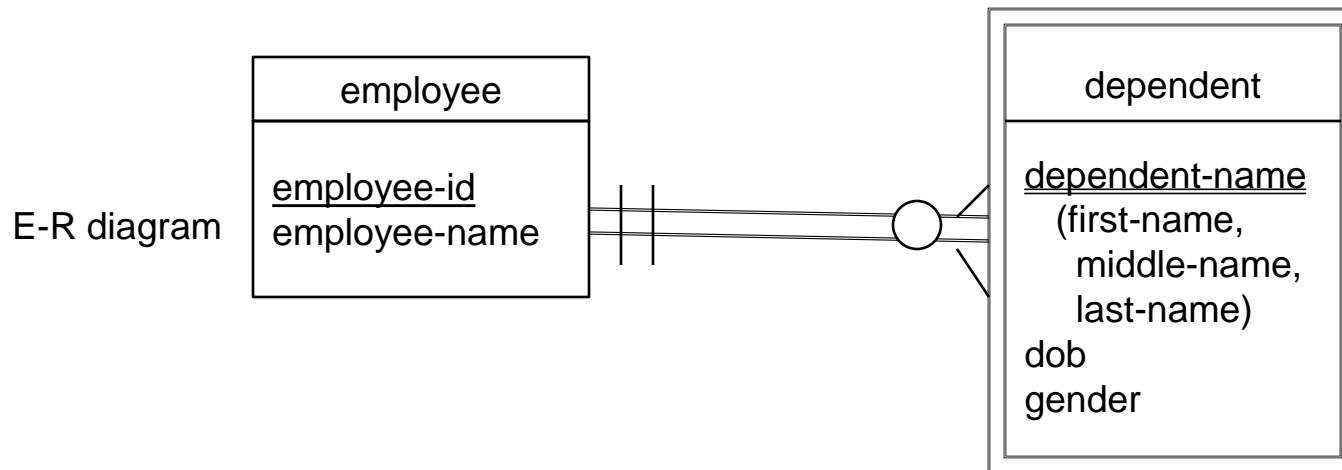 employee
dependent
employee-id
employee-name
E-R diagram
dependent-name
(first-name,
middle-name,
last-name)
dob
gender